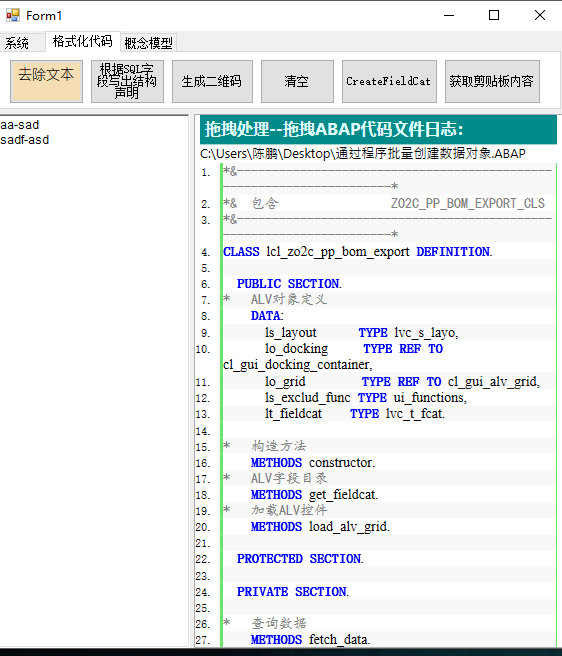 Form1
系统 格式化代码 概念模型
去除文本
根据SQL字
段写出结构
声明
生成二维码
清空
CreateFieldCat
获取剪贴板内容
aa-sad
sadf-asd
拖拽处理--拖拽ABAP代码文件日志:
C:\Users\陈鹏\Desktop\通过程序批量创建数据对象.ABAP
1. *&---------------------------------------------
------------------------*
2. *& 包含 ZO2C_PP_BOM_EXPORT_CLS
3. *&---------------------------------------------
------------------------*
4. CLASS lcl_zo2c_pp_bom_export DEFINITION.
5.
6. PUBLIC SECTION.
7. * ALV对象定义
8. DATA:
9. ls_layout TYPE lvc_s_layo,
10. lo_docking TYPE REF TO
cl_gui_docking_container,
11. lo_grid TYPE REF TO cl_gui_alv_grid,
12. ls_exclud_func TYPE ui_functions,
13. lt_fieldcat TYPE lvc_t_fcat.
14.
15. * 构造方法
16. METHODS constructor.
17. * ALV字段目录
18. METHODS get_fieldcat.
19. * 加载ALV控件
20. METHODS load_alv_grid.
21.
22. PROTECTED SECTION.
23.
24. PRIVATE SECTION.
25.
26. * 查询数据
27. METHODS fetch_data.